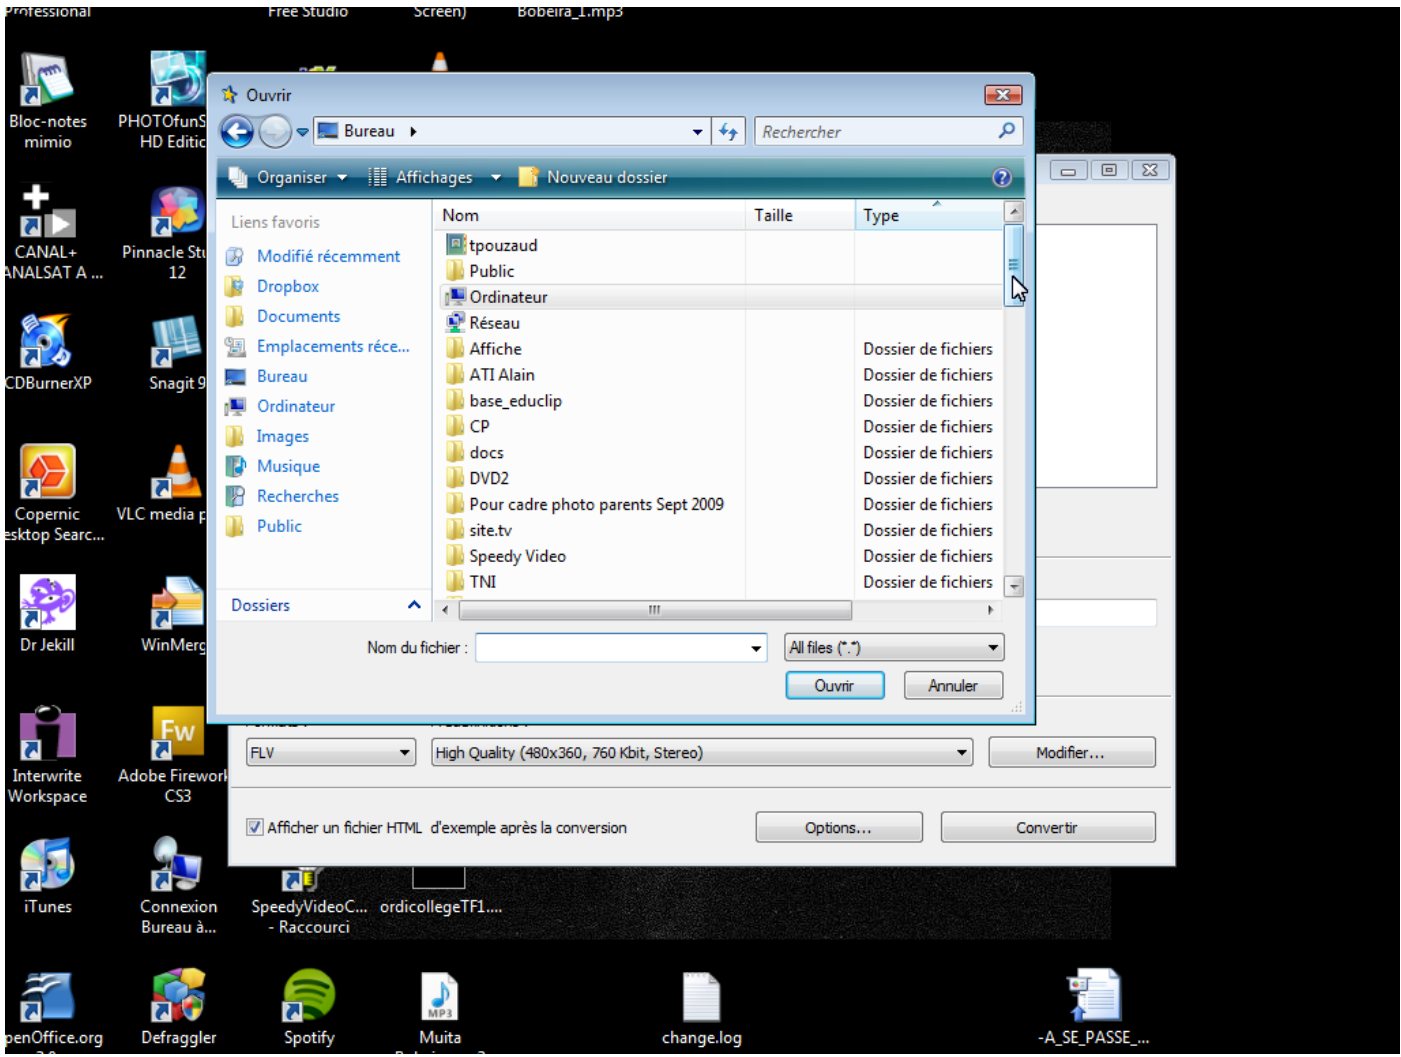 Professional
Free Studio
Screen)
Bobeira_1.mp3
Bloc-notes
mimio
PHOTOfunS
HD Editic
CANAL+
ANALSAT A ...
Pinnacle Stu
12
CDBurnerXP
Snagit 9
Copernic
esktop Searc...
VLC media p
Dr Jekill
WinMerg
Interwrite
Workspace
Fw
Adobe Firework
CS3
iTunes
Connexion
Bureau à...
SpeedyVideoC...
- Raccourci
ordicollegeTF1....
penOffice.org
Defraggler
Spotify
MP3
Muita
change.log
-A_SE_PASSE_...
Ouvrir
Bureau
Rechercher
Organiser
Affichages
Nouveau dossier
Liens favoris
Modifié récemment
Dropbox
Documents
Emplacements réce...
Bureau
Ordinateur
Images
Musique
Recherches
Public
Dossiers
Nom Taille Type
tpouzaud
Public
Ordinateur
Réseau
Affiche Dossier de fichiers
ATI Alain Dossier de fichiers
base_educlip Dossier de fichiers
CP Dossier de fichiers
docs Dossier de fichiers
DVD2 Dossier de fichiers
Pour cadre photo parents Sept 2009 Dossier de fichiers
site.tv Dossier de fichiers
Speedy Video Dossier de fichiers
TNI Dossier de fichiers
Nom du fichier :
All files (*.*)
Ouvrir
Annuler
FLV
High Quality (480x360, 760 Kbit, Stereo)
Modifier...
Afficher un fichier HTML d'exemple après la conversion
Options...
Convertir